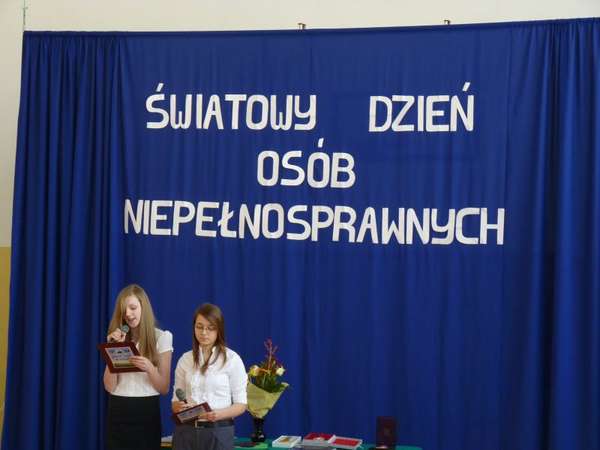 ŚWIATOWY DZIEŃ
OSÓB
NIEPEŁNOSPRAWNYCH